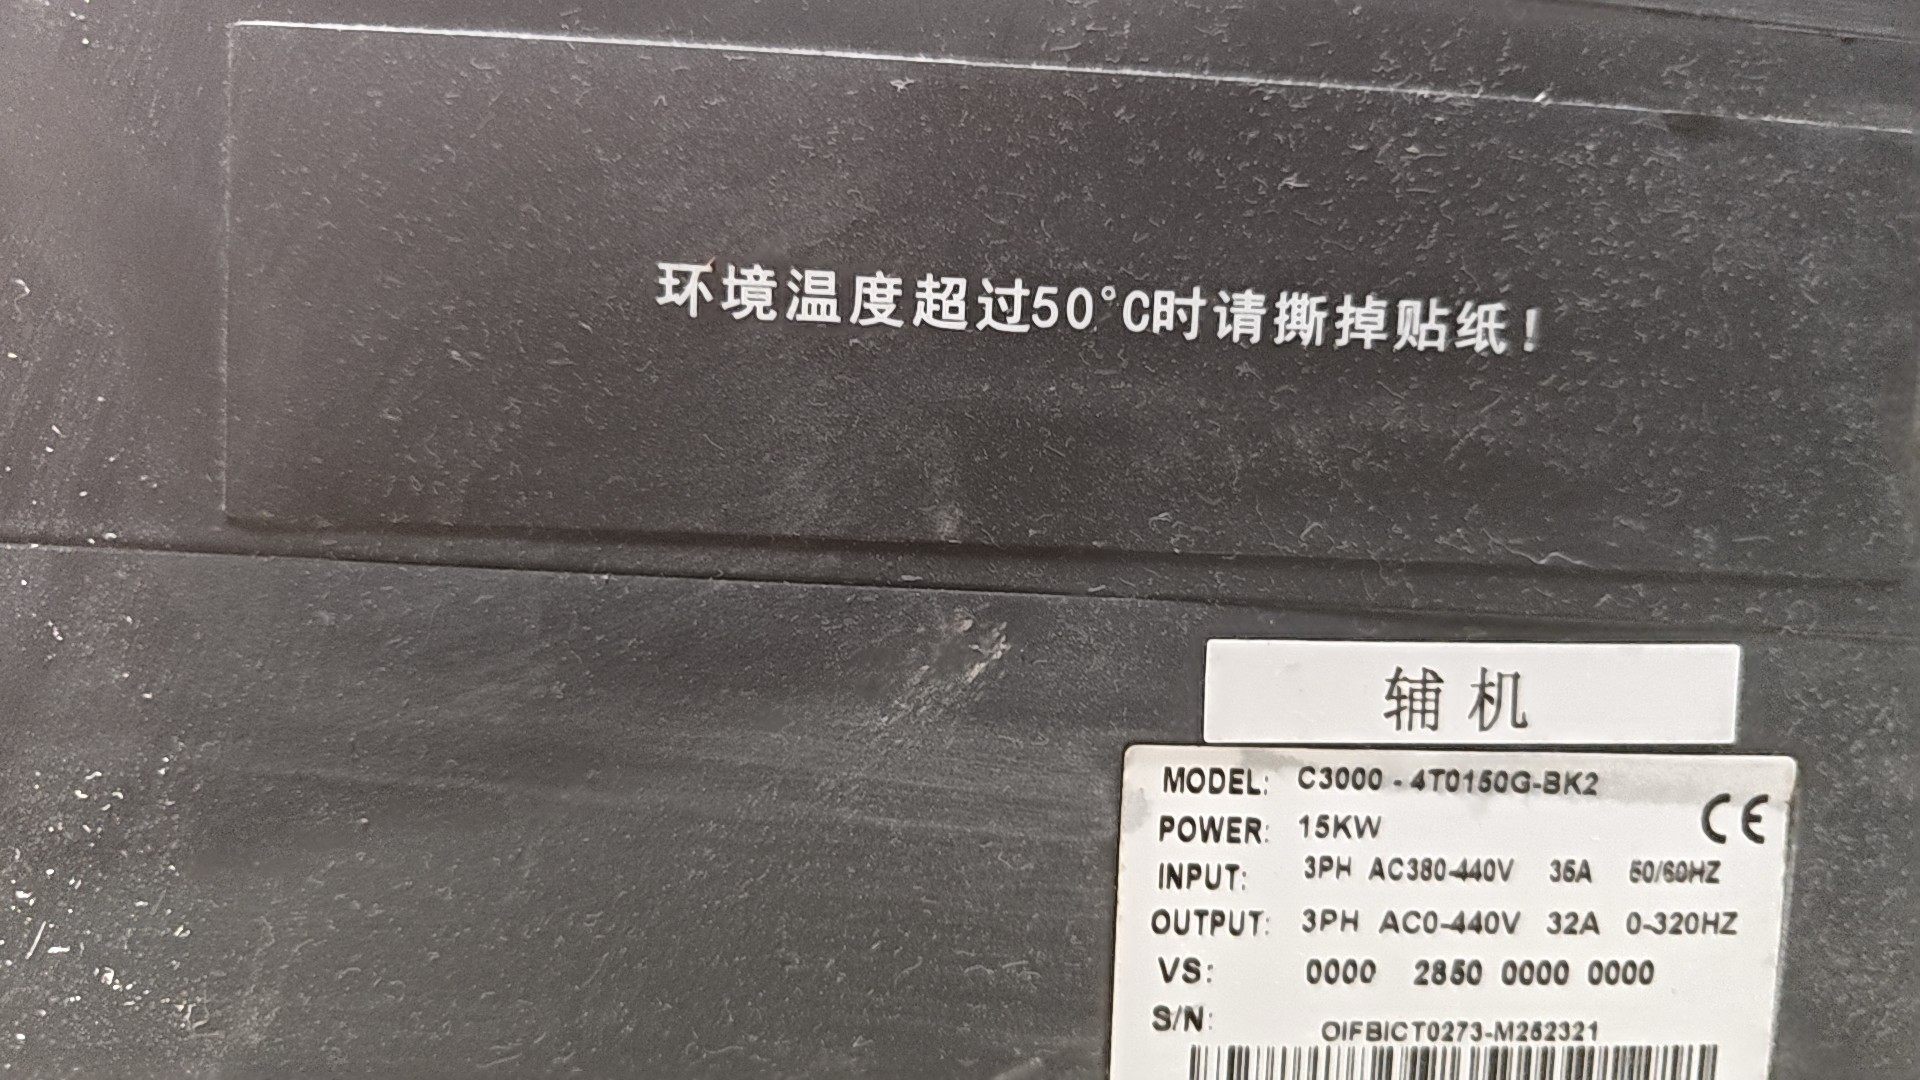 环境温度超过50°C时请撕掉贴纸!
辅机
MODEL: C3000-4T0150G-BK2
POWER: 15KW
CE
INPUT: 3PH AC380-440V 35A 50/60HZ
OUTPUT: 3PH AC0-440V 32A 0-320HZ
VS: 0000 2850 0000 0000
S/N: OIFBICT0273-M252321